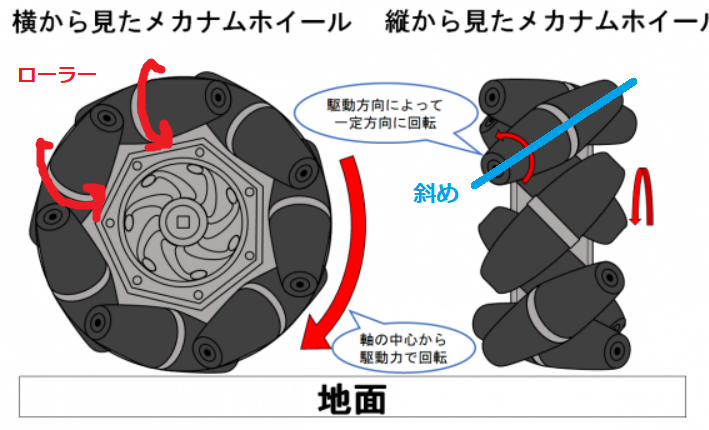 横から見たメカナムホイール
縦から見たメカナムホイール
ローラー
駆動方向によって
一定方向に回転
斜め
軸の中心から
駆動力で回転
地面